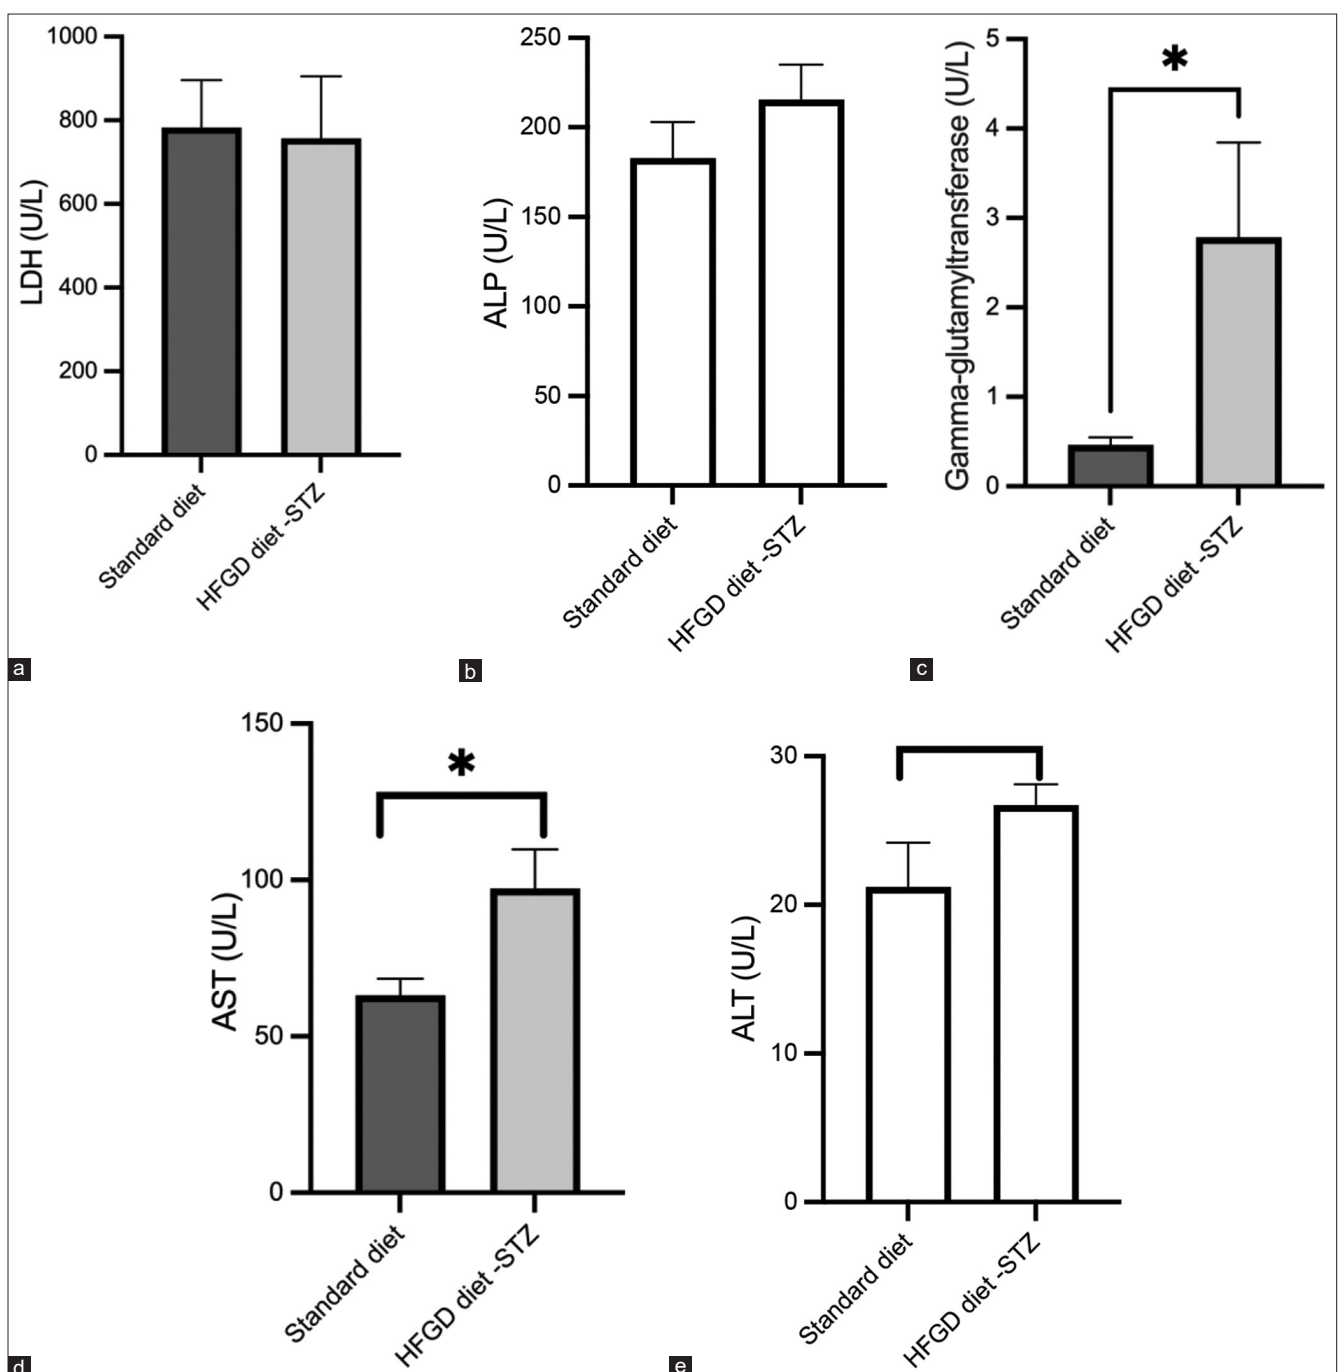 1000
800
600
400
200
0
LDH (U/L)
Standard diet
HFGD diet -STZ
a
250
200
150
100
50
0
ALP (U/L)
Standard diet
HFGD diet -STZ
b
5
4
3
2
1
0
Gamma-glutamyltransferase (U/L)
*
Standard diet
HFGD diet -STZ
c
150
100
50
0
AST (U/L)
*
Standard diet
HFGD diet -STZ
d
30
20
10
0
ALT (U/L)
Standard diet
HFGD diet -STZ
e